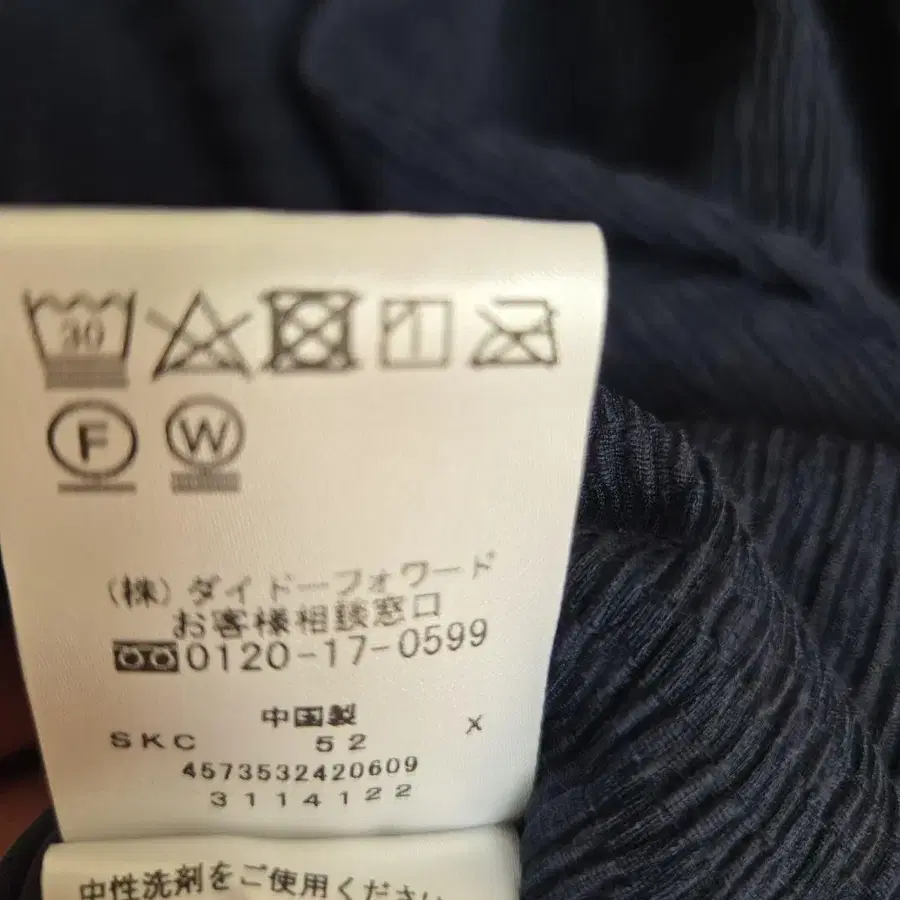 30
F W
(株)ダイドーフォワード
お客様相談窓口
0120-17-0599
中国製
SKC 52 X
4573532420609
3114122
中性洗剤をご使用ください